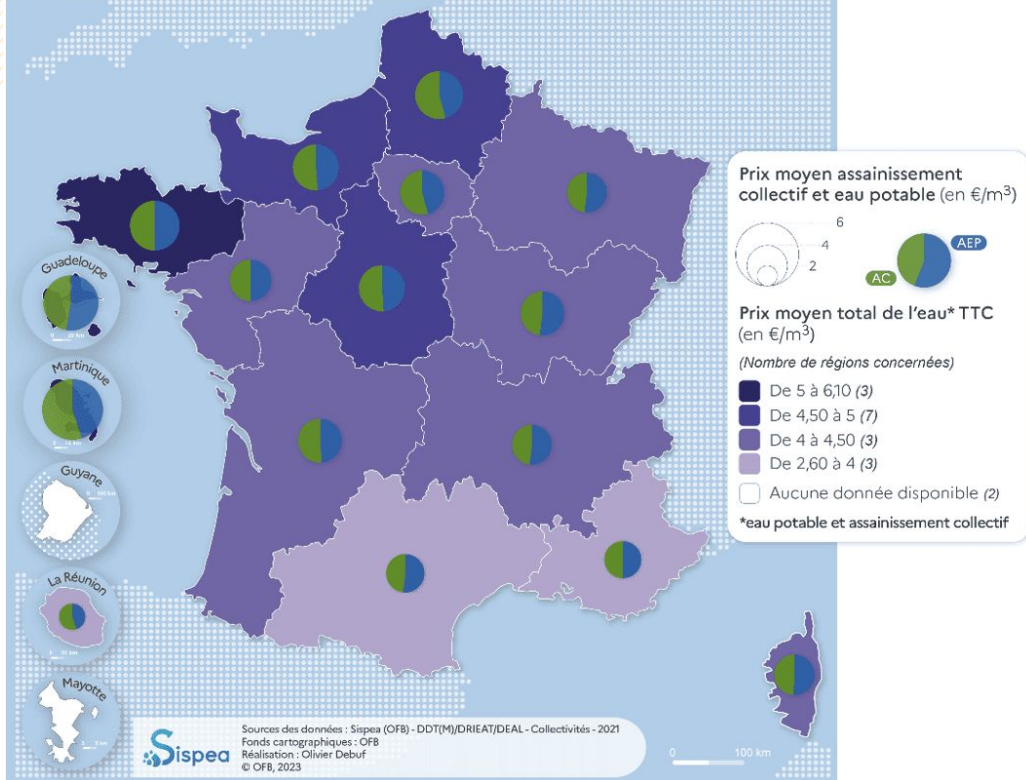 Guadeloupe
Martinique
Guyane
La Réunion
Mayotte
Prix moyen assainissement
collectif et eau potable (en €/m³)
6
4
2
AEP
AC
Prix moyen total de l'eau* TTC
(en €/m³)
(Nombre de régions concernées)
De 5 à 6,10 (3)
De 4,50 à 5 (7)
De 4 à 4,50 (3)
De 2,60 à 4 (3)
Aucune donnée disponible (2)
*eau potable et assainissement collectif
Sispea
Sources des données : Sispea (OFB) - DDT(M)/DRIEAT/DEAL - Collectivités - 2021
Fonds cartographiques : OFB
Réalisation : Olivier Debuf
© OFB, 2023
0 100 km